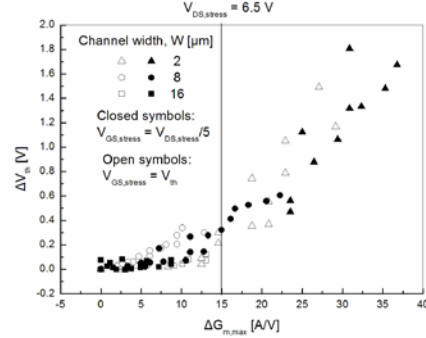 V_DS,stress = 6.5 V
2.0
1.8
1.6
1.4
1.2
1.0
0.8
0.6
0.4
0.2
0.0
-0.2
ΔV_th [V]
Channel width, W [μm]
2
8
16
Closed symbols:
V_GS,stress = V_DS,stress/5
Open symbols:
V_GS,stress = V_th
-5 0 5 10 15 20 25 30 35 40
ΔG_m,max [A/V]